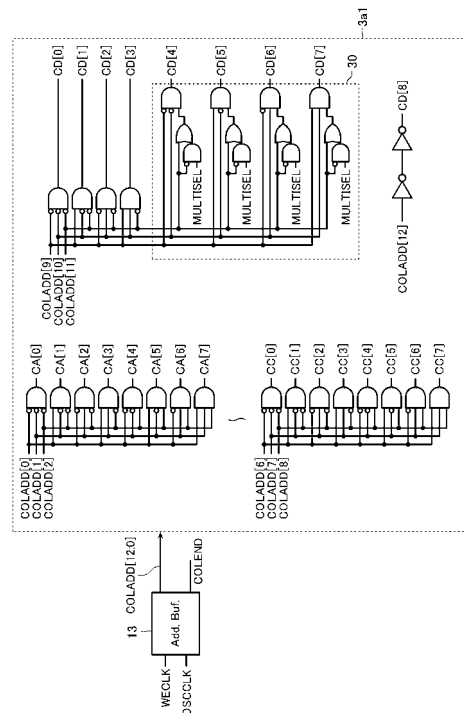 3a1
CD[0]
CD[1]
CD[2]
CD[3]
CD[4]
CD[5]
CD[6]
CD[7]
30
CD[8]
MULTISEL
MULTISEL
MULTISEL
MULTISEL
COLADD[9]
COLADD[10]
COLADD[11]
COLADD[12]
CA[0]
CA[1]
CA[2]
CA[3]
CA[4]
CA[5]
CA[6]
CA[7]
CC[0]
CC[1]
CC[2]
CC[3]
CC[4]
CC[5]
CC[6]
CC[7]
COLADD[0]
COLADD[1]
COLADD[2]
COLADD[6]
COLADD[7]
COLADD[8]
COLADD[12:0]
COLEND
13
Add. Buf.
WECLK
OSCCLK